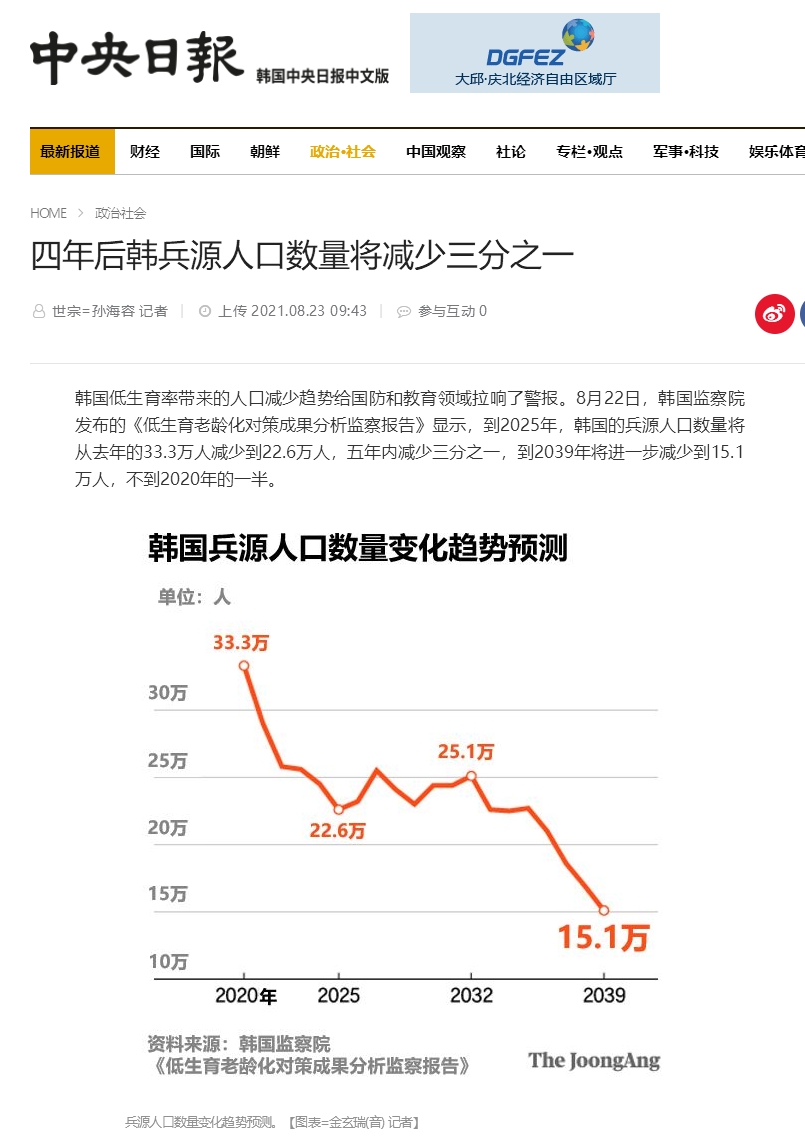 中央日報 韩国中央日报中文版
DGFEZ
大邱·庆北经济自由区域厅
最新报道 财经 国际 朝鲜 政治•社会 中国观察 社论 专栏•观点 军事•科技 娱乐体育
HOME > 政治社会
四年后韩兵源人口数量将减少三分之一
世宗=孙海容 记者 | 上传 2021.08.23 09:43 | 参与互动 0
韩国低生育率带来的人口减少趋势给国防和教育领域拉响了警报。8月22日，韩国监察院
发布的《低生育老龄化对策成果分析监察报告》显示，到2025年，韩国的兵源人口数量将
从去年的33.3万人减少到22.6万人，五年内减少三分之一，到2039年将进一步减少到15.1
万人，不到2020年的一半。
韩国兵源人口数量变化趋势预测
单位：人
33.3万
30万
25.1万
25万
22.6万
20万
15万
15.1万
10万
2020年 2025 2032 2039
资料来源：韩国监察院
《低生育老龄化对策成果分析监察报告》
The JoongAng
兵源人口数量变化趋势预测。【图表=金玄瑞(音) 记者】